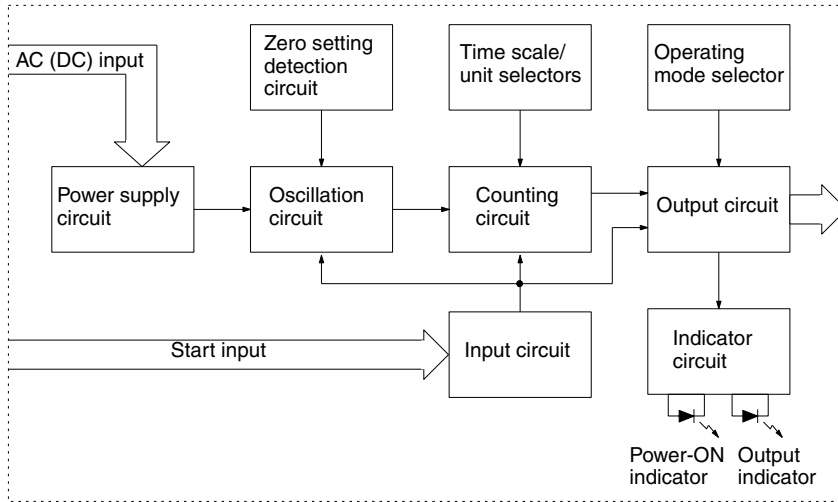 AC (DC) input
Zero setting
detection
circuit
Time scale/
unit selectors
Operating
mode selector
Power supply
circuit
Oscillation
circuit
Counting
circuit
Output circuit
Start input
Input circuit
Indicator
circuit
Power-ON
indicator
Output
indicator